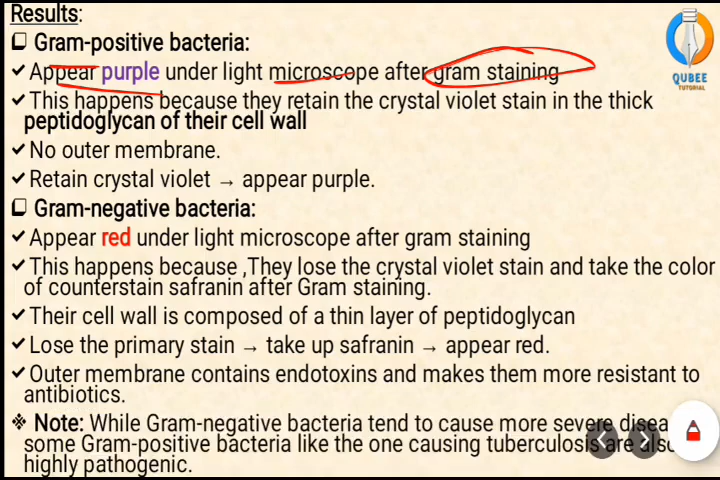 Results:
❑ Gram-positive bacteria:
✔ Appear purple under light microscope after gram staining
✔ This happens because they retain the crystal violet stain in the thick
peptidoglycan of their cell wall
✔ No outer membrane.
✔ Retain crystal violet → appear purple.
❑ Gram-negative bacteria:
✔ Appear red under light microscope after gram staining
✔ This happens because ,They lose the crystal violet stain and take the color
of counterstain safranin after Gram staining.
✔ Their cell wall is composed of a thin layer of peptidoglycan
✔ Lose the primary stain → take up safranin → appear red.
✔ Outer membrane contains endotoxins and makes them more resistant to
antibiotics.
❖ Note: While Gram-negative bacteria tend to cause more severe
some Gram-positive bacteria like the one causing tuberculosis are also
highly pathogenic.
QUBEE
TUTORIAL